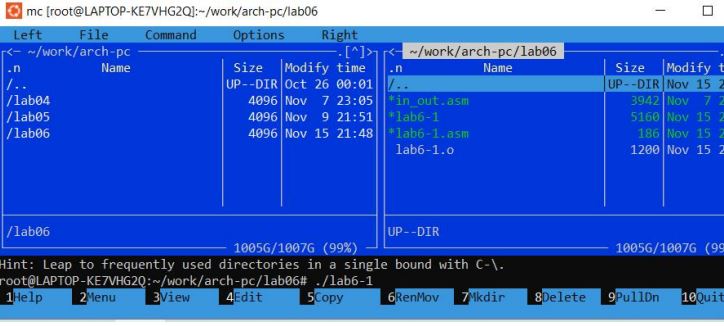 mc [root@LAPTOP-KE7VHG2Q]:~/work/arch-pc/lab06
Left File Command Options Right
<- ~/work/arch-pc .[^]> <- ~/work/arch-pc/lab06
.n Name Size Modify time .n Name Size Modify t
/.. UP--DIR Oct 26 00:01 /.. UP--DIR Nov 15 2
/lab04 4096 Nov 7 23:05 *in_out.asm 3942 Nov 7 2
/lab05 4096 Nov 9 21:51 *lab6-1 5160 Nov 15 2
/lab06 4096 Nov 15 21:48 *lab6-1.asm 186 Nov 15 2
lab6-1.o 1200 Nov 15 2
/lab06 UP--DIR
1005G/1007G (99%) 1005G/1007G (99
Hint: Leap to frequently used directories in a single bound with C-\.
root@LAPTOP-KE7VHG2Q:~/work/arch-pc/lab06# ./lab6-1
1Help 2Menu 3View 4Edit 5Copy 6RenMov 7Mkdir 8Delete 9PullDn 10Quit